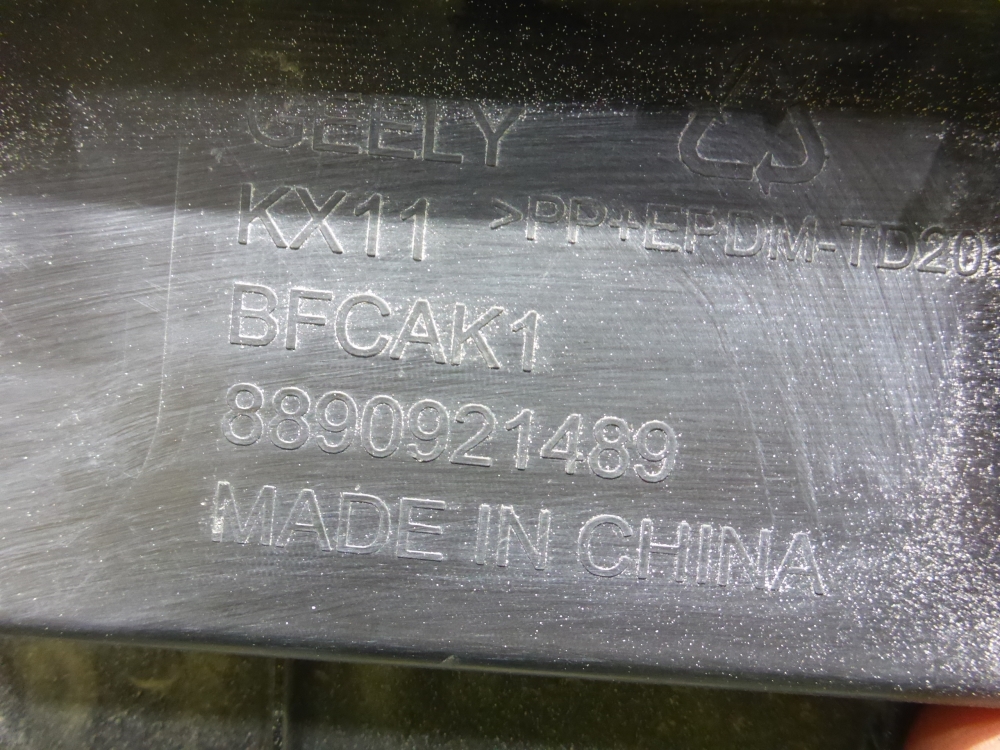 GEELY
KX11 >PP+EPDM-TD20<
BFCAK1
8890921489
MADE IN CHINA